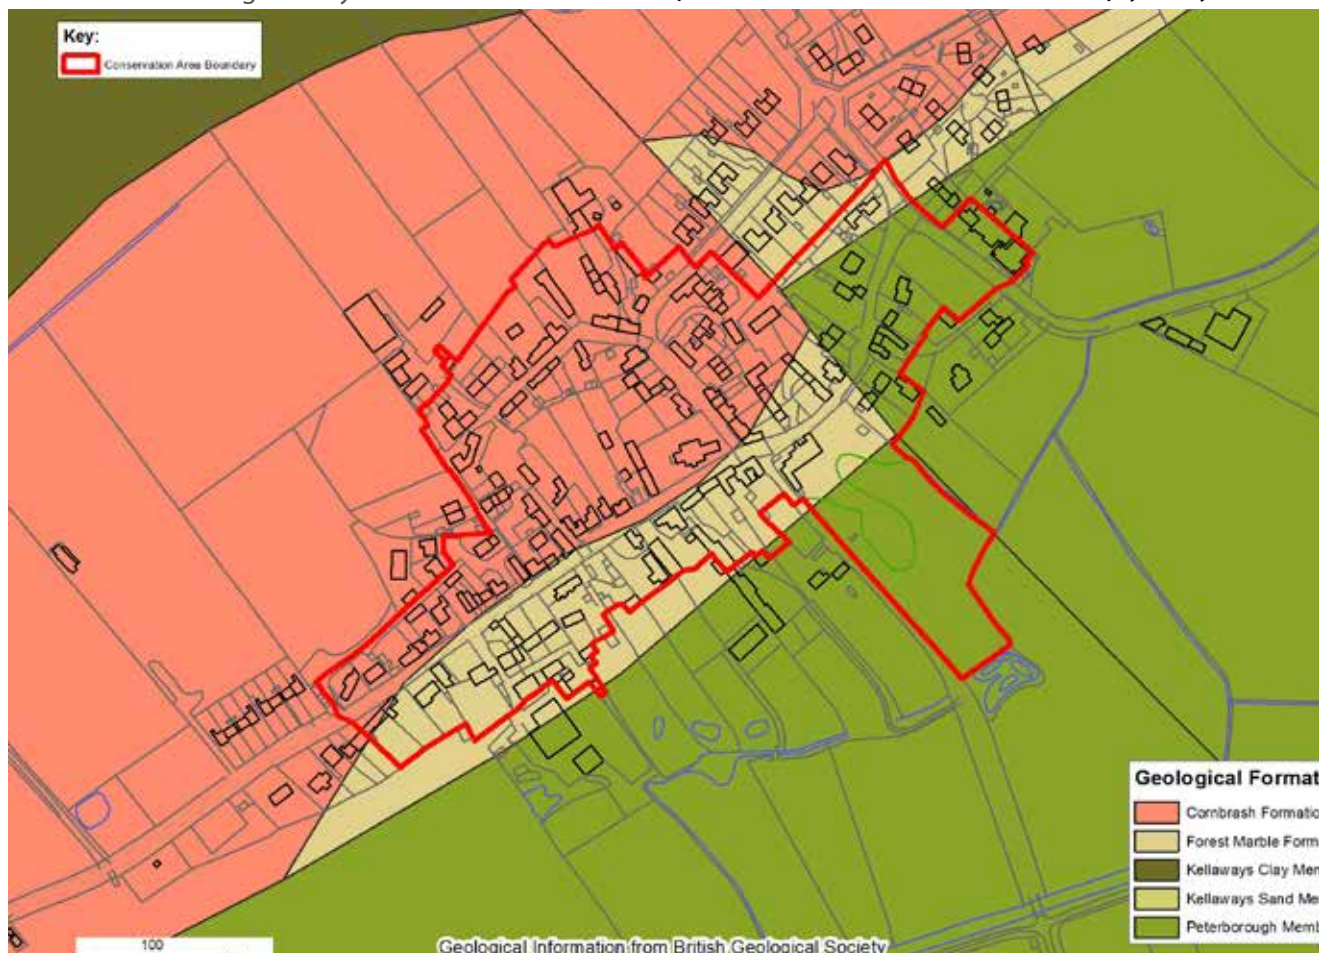 Key:
Conservation Area Boundary
Geological Format
Cornbrash Formatio
Forest Marble Form
Kellaways Clay Mem
Kellaways Sand Me
Peterborough Memb
100
Geological Information from British Geological Society